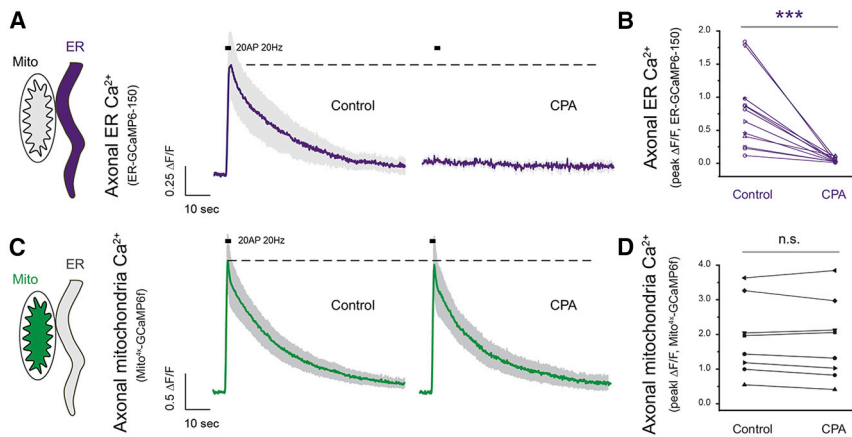 A
ER
Mito
Axonal ER Ca2+
(ER-GCaMP6-150)
20AP 20Hz
Control
CPA
0.25 ΔF/F
10 sec
B
***
Axonal ER Ca2+
(peak ΔF/F, ER-GCaMP6-150)
2.0
1.5
1.0
0.5
0.0
Control
CPA
C
ER
Mito
Axonal mitochondria Ca2+
(Mito4x-GCaMP6f)
20AP 20Hz
Control
CPA
0.5 ΔF/F
10 sec
D
n.s.
Axonal mitochondria Ca2+
(peakl ΔF/F, Mito4x-GCaMP6f)
4.0
3.0
2.0
1.0
0.0
Control
CPA